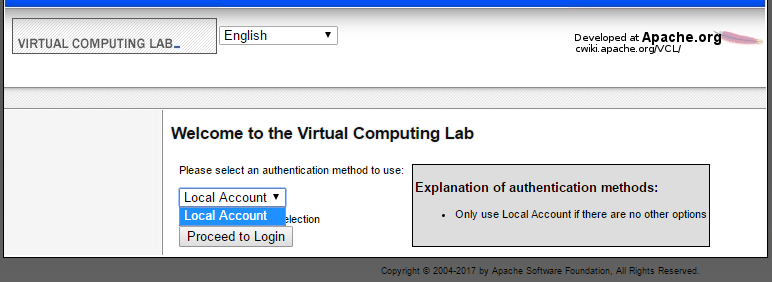 VIRTUAL COMPUTING LAB_
English
Developed at Apache.org
cwiki.apache.org/VCL/
Welcome to the Virtual Computing Lab
Please select an authentication method to use:
Local Account
Local Account
election
Proceed to Login
Explanation of authentication methods:
• Only use Local Account if there are no other options
Copyright © 2004-2017 by Apache Software Foundation, All Rights Reserved.